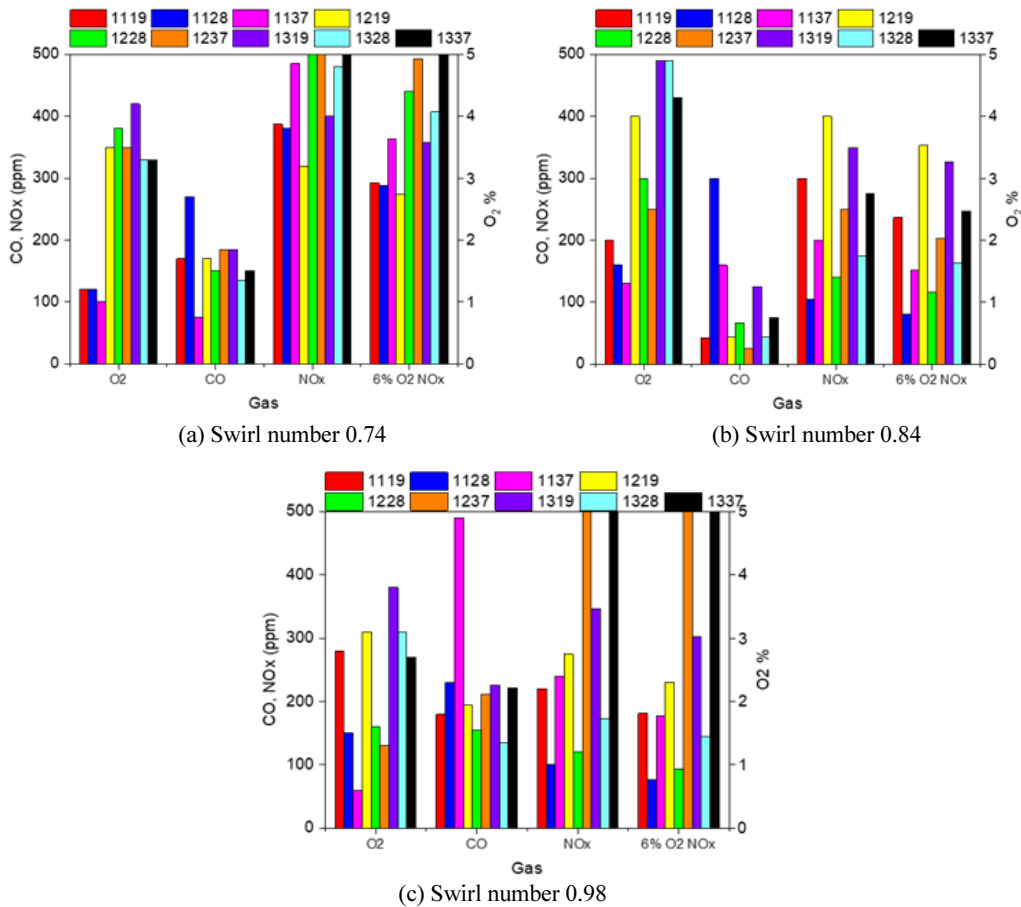 1119 1128 1137 1219
1228 1237 1319 1328 1337
500
400
300
200
100
0
CO, NOx (ppm)
5
4
3
2
1
0
O₂ %
O2 CO NOx 6% O2 NOx
Gas
(a) Swirl number 0.74
1119 1128 1137 1219
1228 1237 1319 1328 1337
500
400
300
200
100
0
CO, NOx (ppm)
5
4
3
2
1
0
O₂ %
O2 CO NOx 6% O2 NOx
Gas
(b) Swirl number 0.84
1119 1128 1137 1219
1228 1237 1319 1328 1337
500
400
300
200
100
0
CO, NOx (ppm)
5
4
3
2
1
0
O2 %
O2 CO NOx 6% O2 NOx
Gas
(c) Swirl number 0.98